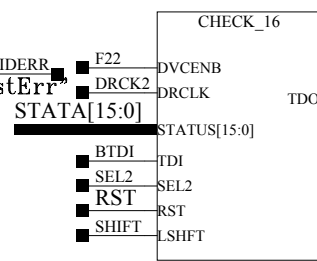 CHECK_16
IDERR
F22
DVCENB
stErr"
DRCK2
DRCLK
TDO
STATA[15:0]
STATUS[15:0]
BTDI
TDI
SEL2
SEL2
RST
RST
SHIFT
LSHFT